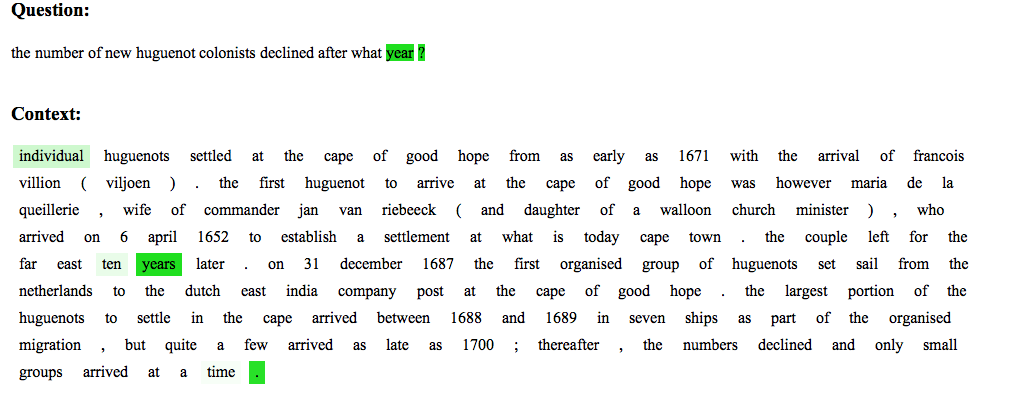 Question:
the number of new huguenot colonists declined after what year ?
Context:
individual huguenots settled at the cape of good hope from as early as 1671 with the arrival of francois
villion ( viljoen ) . the first huguenot to arrive at the cape of good hope was however maria de la
queillerie , wife of commander jan van riebeeck ( and daughter of a walloon church minister ) , who
arrived on 6 april 1652 to establish a settlement at what is today cape town . the couple left for the
far east ten years later . on 31 december 1687 the first organised group of huguenots set sail from the
netherlands to the dutch east india company post at the cape of good hope . the largest portion of the
huguenots to settle in the cape arrived between 1688 and 1689 in seven ships as part of the organised
migration , but quite a few arrived as late as 1700 ; thereafter , the numbers declined and only small
groups arrived at a time .